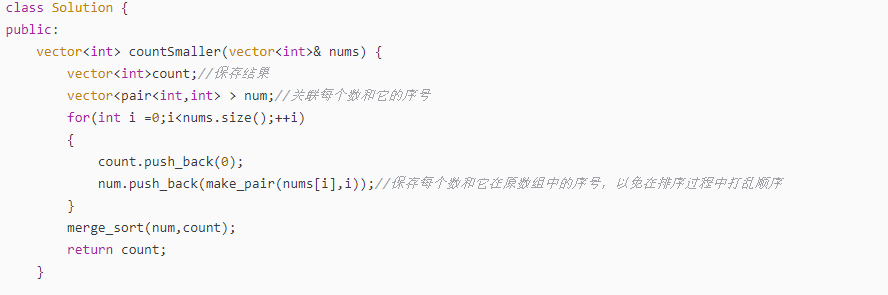 class Solution {
public:
    vector<int> countSmaller(vector<int>& nums) {
        vector<int>count;//保存结果
        vector<pair<int,int> > num;//关联每个数和它的序号
        for(int i =0;i<nums.size();++i)
        {
            count.push_back(0);
            num.push_back(make_pair(nums[i],i));//保存每个数和它在原数组中的序号，以免在排序过程中打乱顺序
        }
        merge_sort(num,count);
        return count;
    }